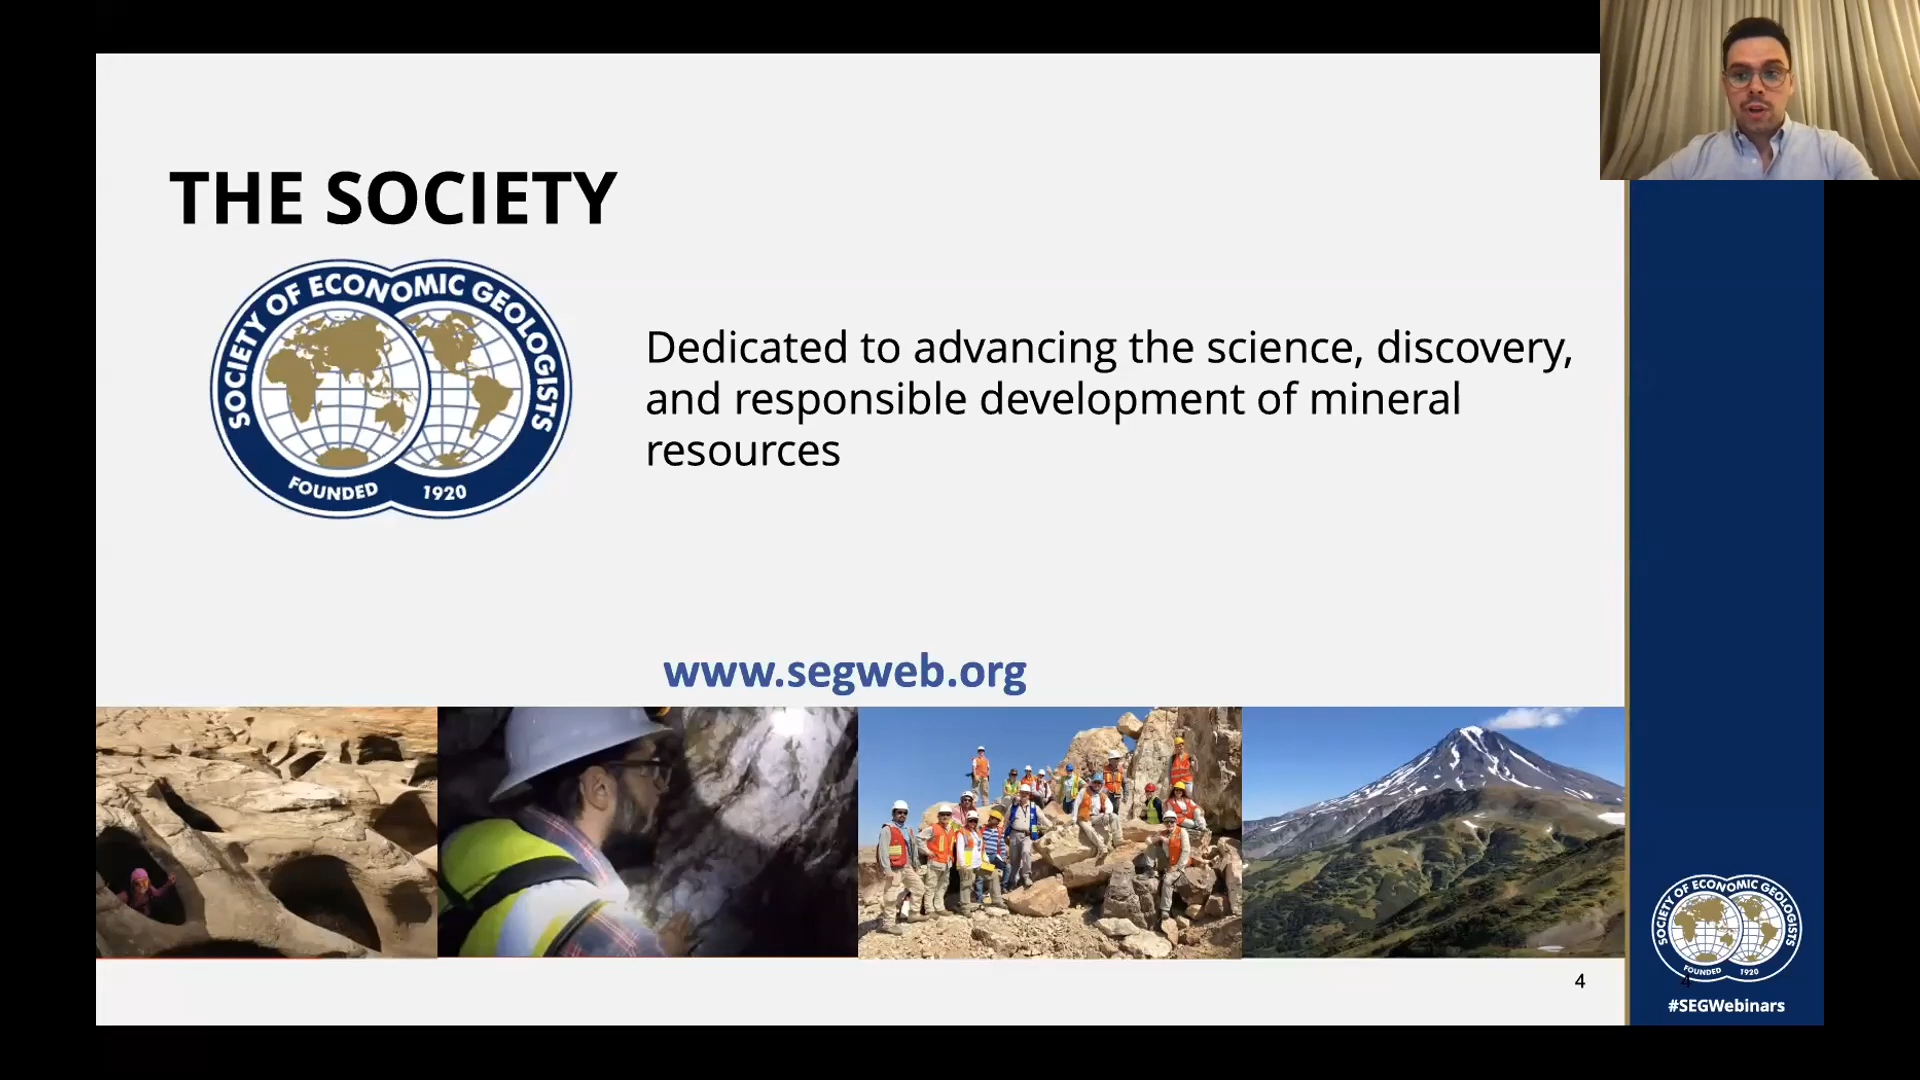 THE SOCIETY
SOCIETY OF ECONOMIC GEOLOGISTS
FOUNDED 1920
Dedicated to advancing the science, discovery,
and responsible development of mineral
resources
www.segweb.org
4
4
SOCIETY OF ECONOMIC GEOLOGISTS
FOUNDED 1920
#SEGWebinars